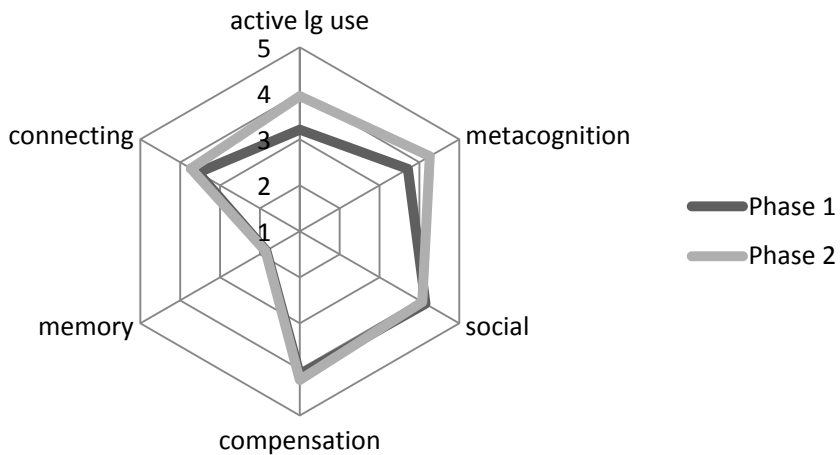 active lg use
5
4
3
2
1
connecting
metacognition
memory
social
compensation
Phase 1
Phase 2